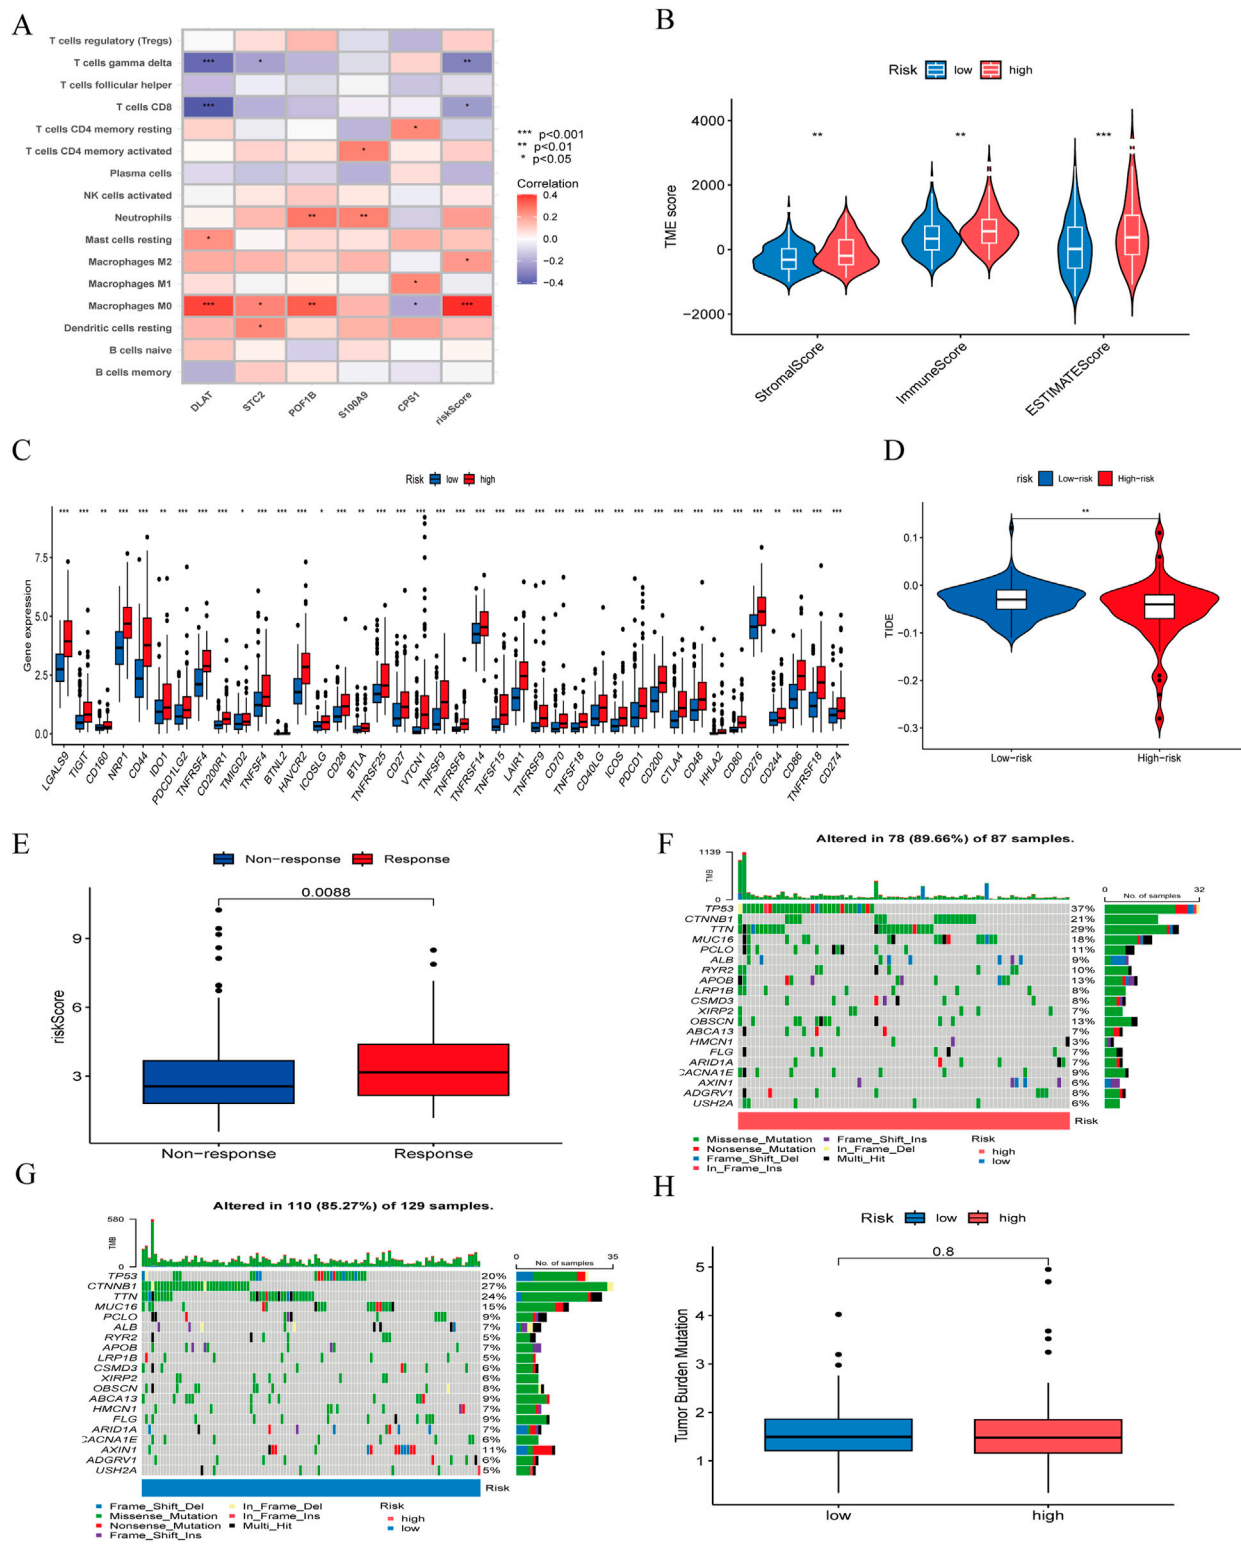 A
T cells regulatory (Tregs)
T cells gamma delta
T cells follicular helper
T cells CD8
T cells CD4 memory resting
T cells CD4 memory activated
Plasma cells
NK cells activated
Neutrophils
Mast cells resting
Macrophages M2
Macrophages M1
Macrophages M0
Dendritic cells resting
B cells naive
B cells memory
*** * **
*** *
*
*
** **
*
*
*
*** * ** * ***
*
DLAT STC2 POF1B S100A9 CPS1 riskScore
*** p<0.001
** p<0.01
* p<0.05
Correlation
0.4
0.2
0.0
−0.2
−0.4
B
Risk low high
** ** ***
TME score
4000
2000
0
−2000
StromalScore ImmuneScore ESTIMATEScore
C
Risk low high
*** *** ** *** *** ** *** *** *** * *** *** * *** ** *** *** *** *** *** *** *** *** *** *** *** *** *** *** *** *** *** *** *** *** ** *** *** ***
Gene expression
7.5
5.0
2.5
0.0
LGALS9 TIGIT CD160 NRP1 CD44 IDO1 PDCD1LG2 TNFRSF4 CD200R1 TMIGD2 TNFSF4 BTNL2 HAVCR2 ICOSLG CD28 BTLA TNFRSF25 CD27 VTCN1 TNFSF9 TNFRSF8 TNFRSF14 TNFSF15 LAIR1 TNFRSF9 CD70 TNFSF18 CD40LG ICOS PDCD1 CD200 CTLA4 CD48 HHLA2 CD80 CD276 CD244 CD86 TNFRSF18 CD274
D
risk Low−risk High−risk
**
TIDE
0.1
0.0
−0.1
−0.2
−0.3
Low−risk High−risk
E
Non−response Response
0.0088
riskScore
9
6
3
Non−response Response
F
Altered in 78 (89.66%) of 87 samples.
TMB
1139
0
0 32
No. of samples
TP53 37%
CTNNB1 21%
TTN 29%
MUC16 18%
PCLO 11%
ALB 9%
RYR2 10%
APOB 13%
LRP1B 8%
CSMD3 8%
XIRP2 7%
OBSCN 13%
ABCA13 7%
HMCN1 3%
FLG 7%
ARID1A 7%
CACNA1E 9%
AXIN1 6%
ADGRV1 8%
USH2A 6%
Risk
Missense_Mutation Frame_Shift_Ins Risk
Nonsense_Mutation In_Frame_Del high
Frame_Shift_Del Multi_Hit low
In_Frame_Ins
G
Altered in 110 (85.27%) of 129 samples.
TMB
580
0
0 35
No. of samples
TP53 20%
CTNNB1 27%
TTN 24%
MUC16 15%
PCLO 9%
ALB 7%
RYR2 5%
APOB 7%
LRP1B 5%
CSMD3 6%
XIRP2 6%
OBSCN 8%
ABCA13 9%
HMCN1 7%
FLG 9%
ARID1A 7%
CACNA1E 6%
AXIN1 11%
ADGRV1 6%
USH2A 5%
Risk
Frame_Shift_Del In_Frame_Del Risk
Missense_Mutation In_Frame_Ins high
Nonsense_Mutation Multi_Hit low
Frame_Shift_Ins
H
Risk low high
0.8
Tumor Burden Mutation
5
4
3
2
1
low high